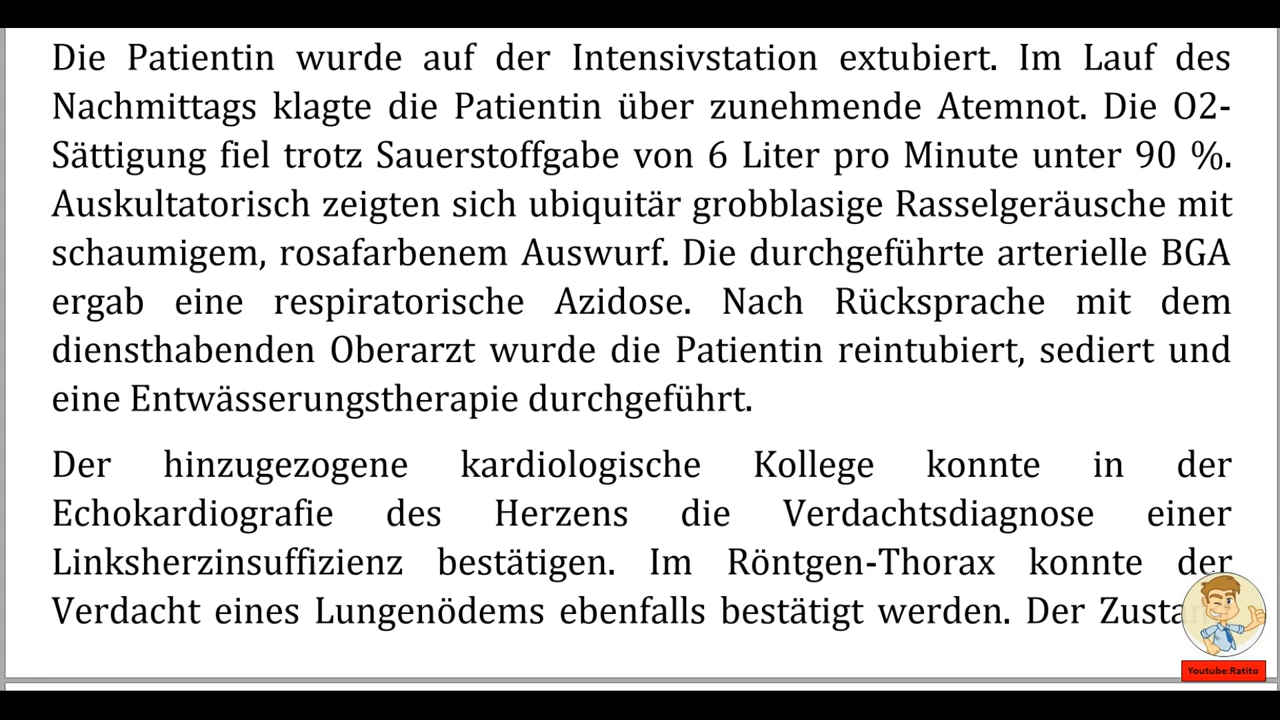 Die Patientin wurde auf der Intensivstation extubiert. Im Lauf des
Nachmittags klagte die Patientin über zunehmende Atemnot. Die O2-
Sättigung fiel trotz Sauerstoffgabe von 6 Liter pro Minute unter 90 %.
Auskultatorisch zeigten sich ubiquitär grobblasige Rasselgeräusche mit
schaumigem, rosafarbenem Auswurf. Die durchgeführte arterielle BGA
ergab eine respiratorische Azidose. Nach Rücksprache mit dem
diensthabenden Oberarzt wurde die Patientin reintubiert, sediert und
eine Entwässerungstherapie durchgeführt.
Der hinzugezogene kardiologische Kollege konnte in der
Echokardiografie des Herzens die Verdachtsdiagnose einer
Linksherzinsuffizienz bestätigen. Im Röntgen-Thorax konnte der
Verdacht eines Lungenödems ebenfalls bestätigt werden. Der Zustand
Youtube:Ratito